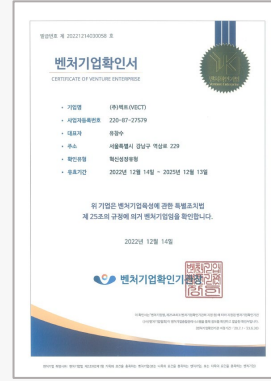 발급번호 제 20221214030058 호
벤처기업확인서
CERTIFICATE OF VENTURE ENTERPRISE
• 기업명 (주)벡트(VECT)
• 사업자등록번호 220-87-27579
• 대표자 유창수
• 주소 서울특별시 강남구 역삼로 229
• 확인유형 혁신성장유형
• 유효기간 2022년 12월 14일 ~ 2025년 12월 13일
위 기업은 벤처기업육성에 관한 특별조치법
제 25조의 규정에 의거 벤처기업임을 확인합니다.
2022년 12월 14일
벤처기업확인기관장